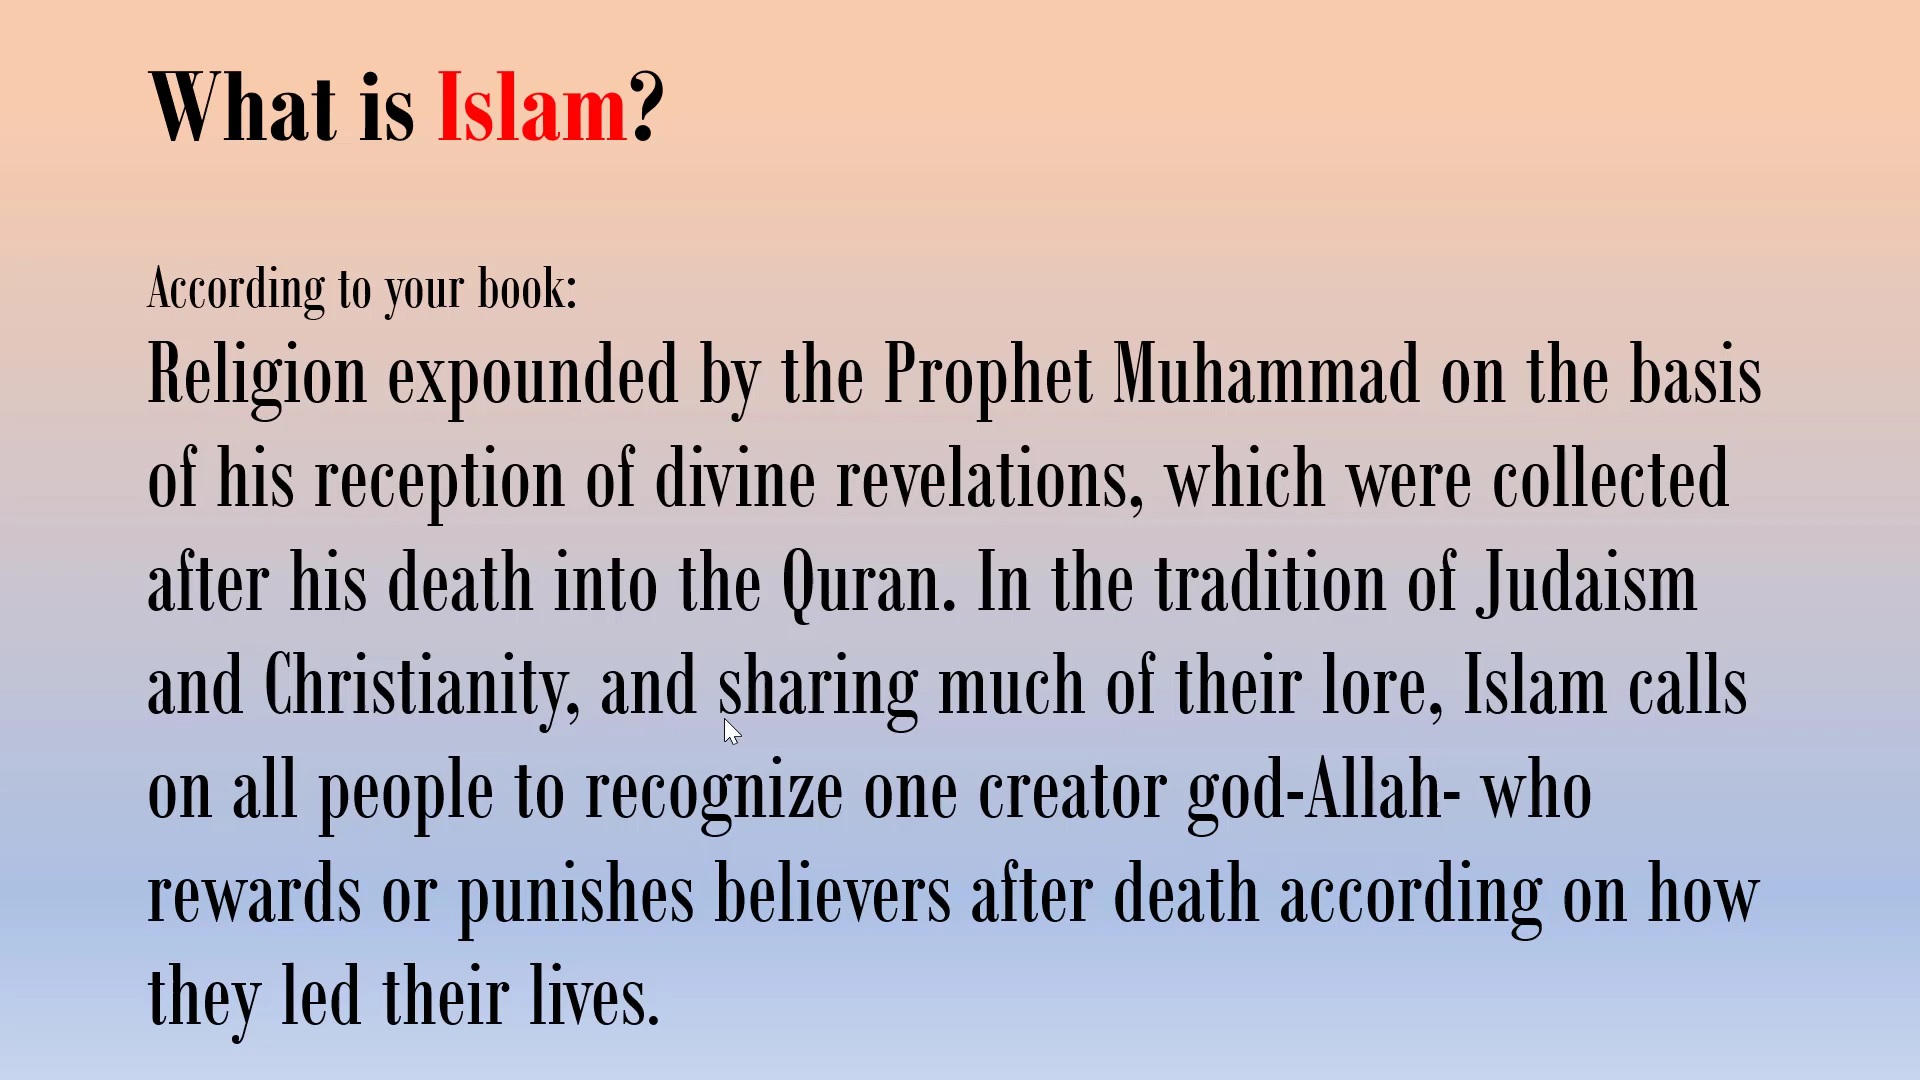 What is Islam?
According to your book:
Religion expounded by the Prophet Muhammad on the basis
of his reception of divine revelations, which were collected
after his death into the Quran. In the tradition of Judaism
and Christianity, and sharing much of their lore, Islam calls
on all people to recognize one creator god-Allah- who
rewards or punishes believers after death according on how
they led their lives.